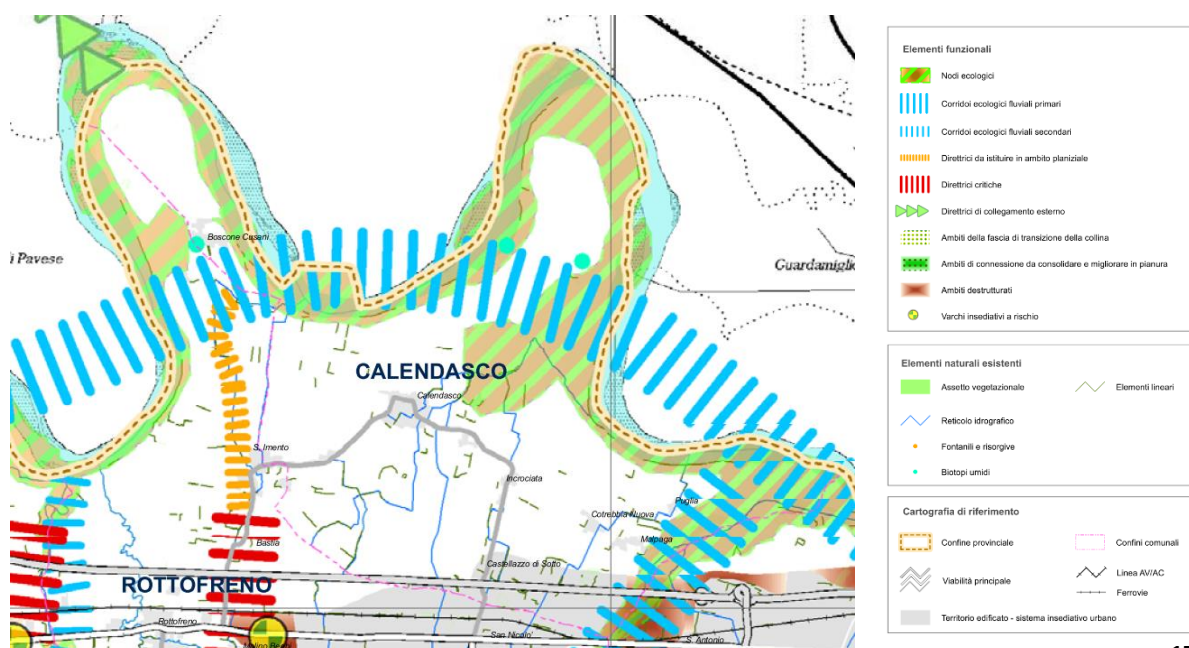 Boscone Cusani
i Pavese
CALENDASCO
Calendasco
S. Imento
Incrociata
Puglia
Cotrebbia Nuova
Malpaga
Bastia
Castellazzo di Sotto
ROTTOFRENO
Rottofreno
San Nicolo'
S. Antonio
Elementi funzionali
Nodi ecologici
Corridoi ecologici fluviali primari
Corridoi ecologici fluviali secondari
Direttrici da istituire in ambito planiziale
Direttrici critiche
Direttrici di collegamento esterno
Ambiti della fascia di transizione della collina
Ambiti di connessione da consolidare e migliorare in pianura
Ambiti destrutturati
Varchi insediativi a rischio
Elementi naturali esistenti
Assetto vegetazionale
Elementi lineari
Reticolo idrografico
Fontanili e risorgive
Biotopi umidi
Cartografia di riferimento
Confine provinciale
Confini comunali
Viabilità principale
Linea AV/AC
Ferrovie
Territorio edificato - sistema insediativo urbano